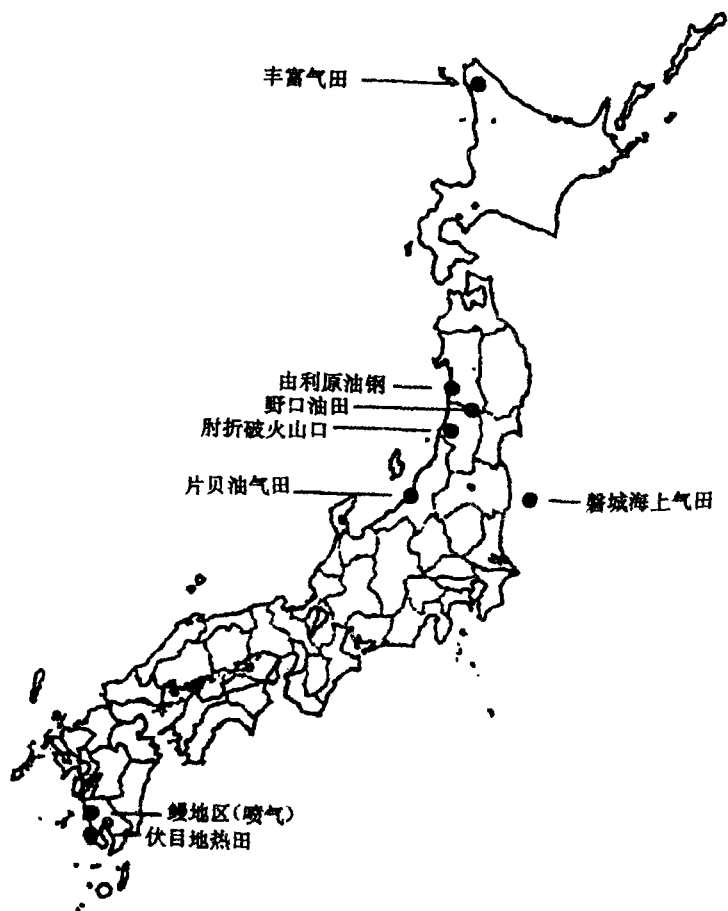 丰富气田
由利原油钢
野口油田
肘折破火山口
片贝油气田
磐城海上气田
鳗地区(喷气)
伏目地热田